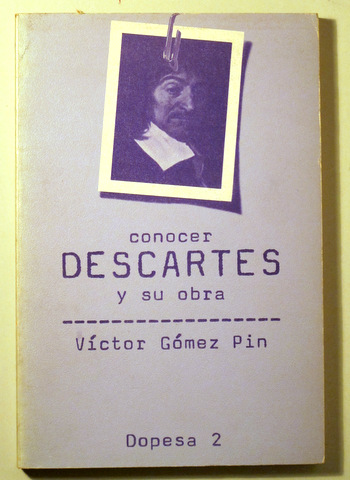 conocer
DESCARTES
y su obra
Víctor Gómez Pin
Dopesa 2